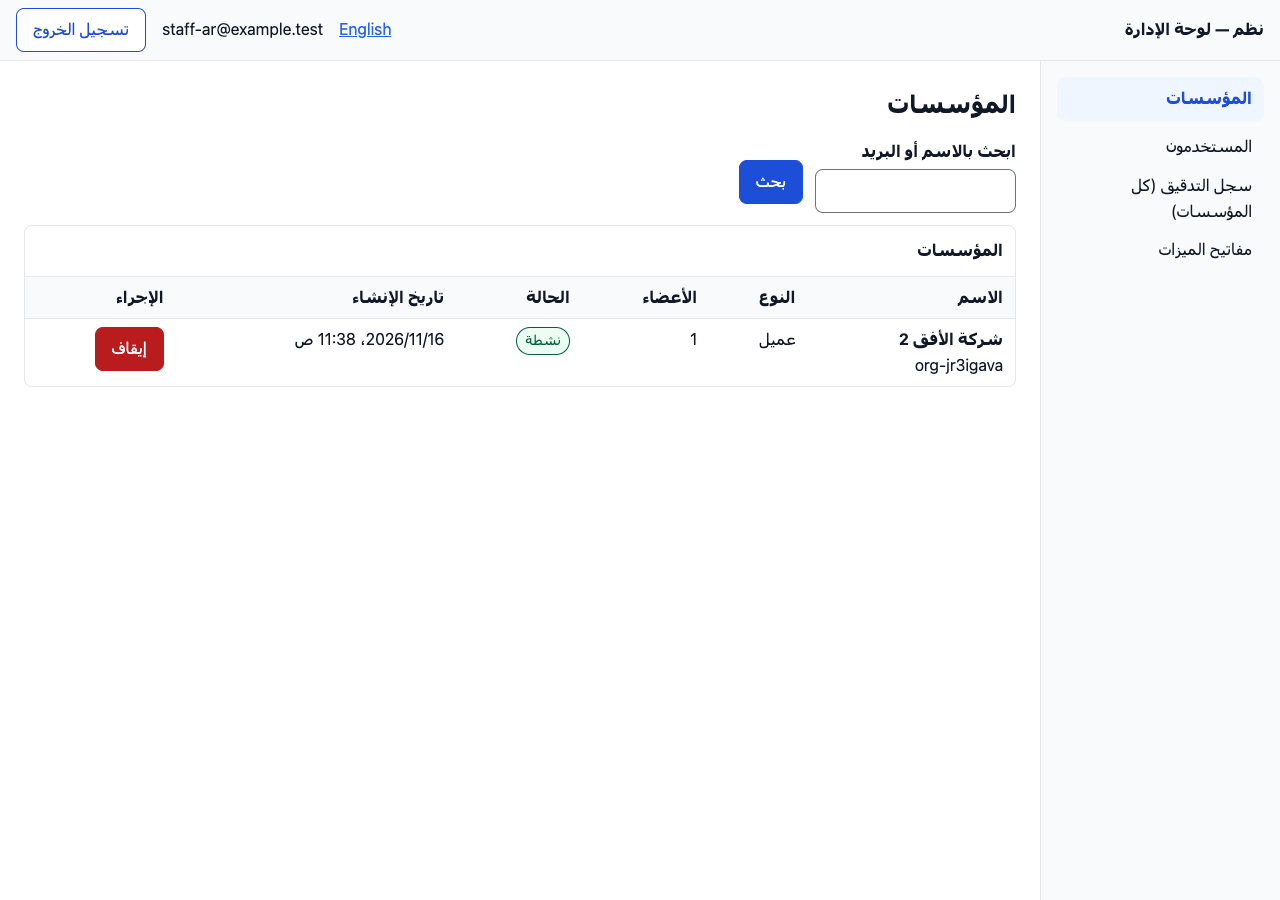 نظم — لوحة الإدارة
English
staff-ar@example.test
تسجيل الخروج
المؤسسات
المستخدمون
سجل التدقيق (كل
المؤسسات)
مفاتيح الميزات
المؤسسات
ابحث بالاسم أو البريد
بحث
المؤسسات
الاسم النوع الأعضاء الحالة تاريخ الإنشاء الإجراء
شركة الأفق 2 عميل 1 نشطة 2026/11/16، 11:38 ص إيقاف
org-jr3igava